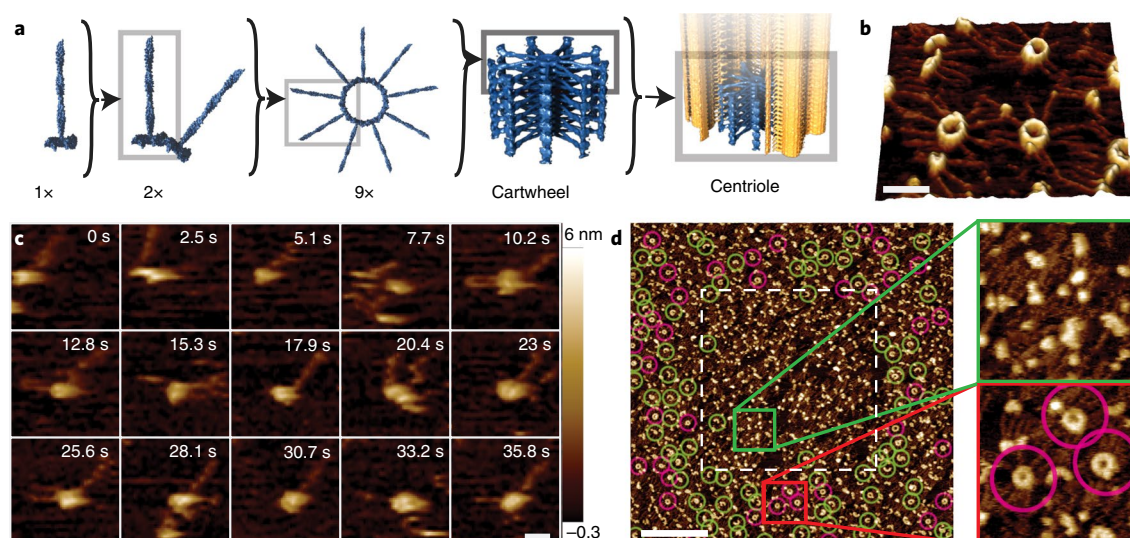 a
1×
2×
9×
Cartwheel
Centriole
b
c
0 s
2.5 s
5.1 s
7.7 s
10.2 s
6 nm
12.8 s
15.3 s
17.9 s
20.4 s
23 s
25.6 s
28.1 s
30.7 s
33.2 s
35.8 s
–0.3
d